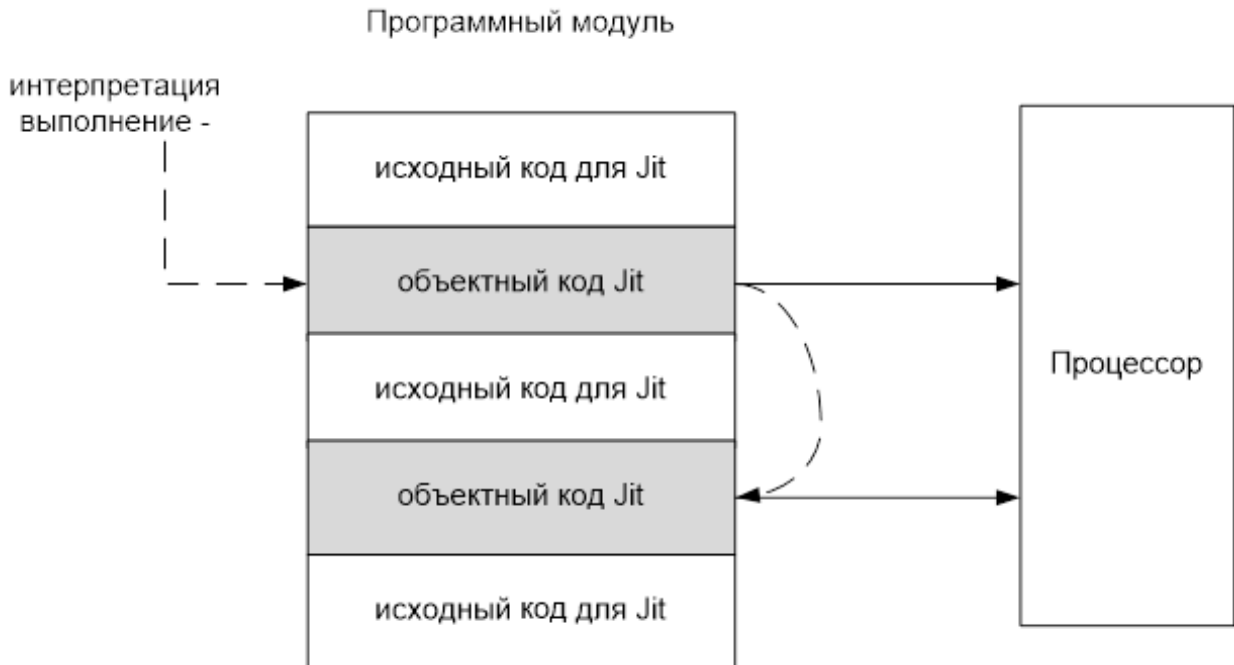 Программный модуль
интерпретация
выполнение -
исходный код для Jit
объектный код Jit
исходный код для Jit
объектный код Jit
исходный код для Jit
Процессор